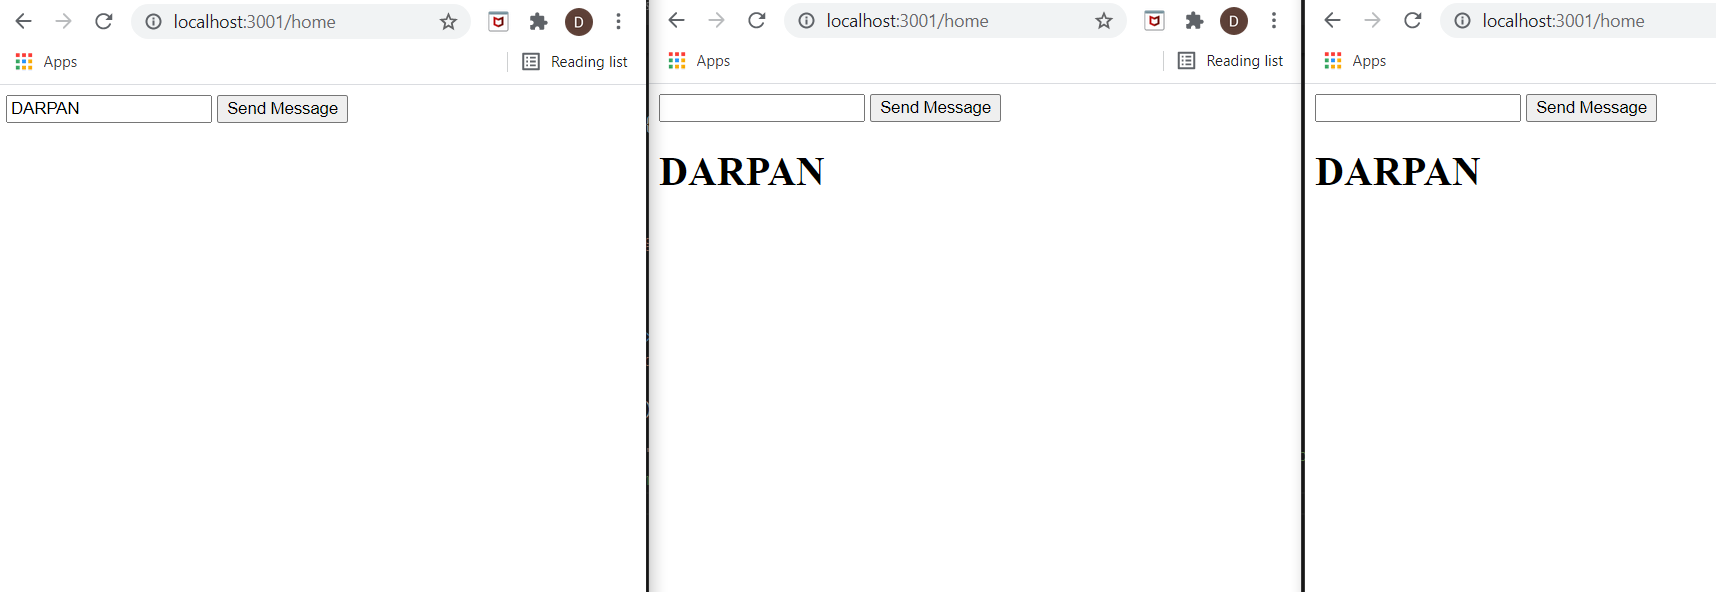 localhost:3001/home
D
Apps
Reading list
DARPAN
Send Message
localhost:3001/home
D
Apps
Reading list
Send Message
DARPAN
localhost:3001/home
Apps
Send Message
DARPAN